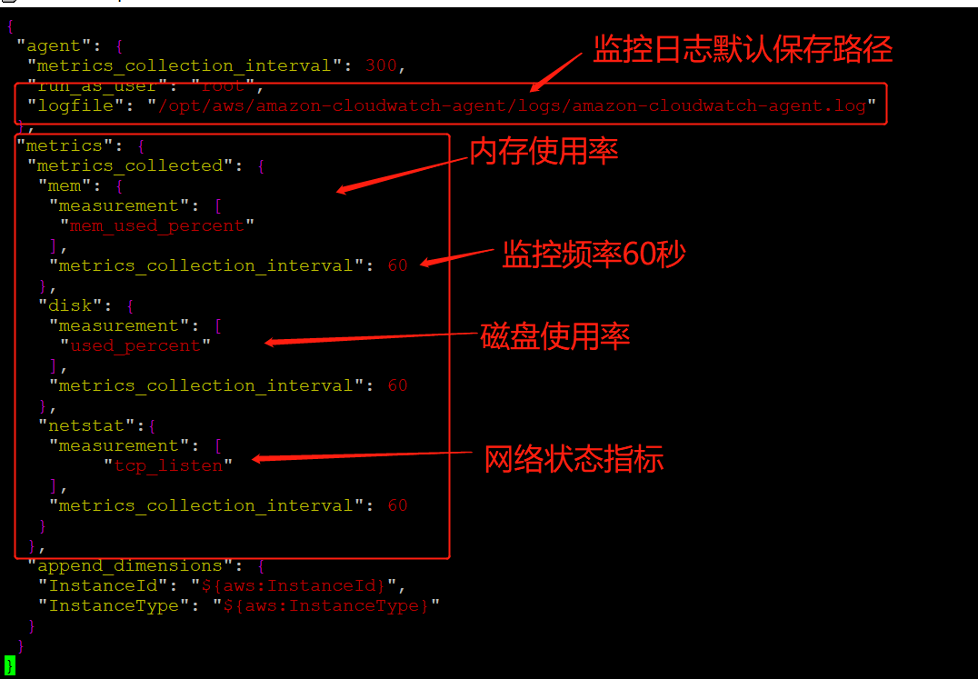 {
"agent": {
"metrics_collection_interval": 300,
监控日志默认保存路径
"run_as_user": "root",
"logfile": "/opt/aws/amazon-cloudwatch-agent/logs/amazon-cloudwatch-agent.log"
},
"metrics": {
内存使用率
"metrics_collected": {
"mem": {
"measurement": [
"mem_used_percent"
],
"metrics_collection_interval": 60
监控频率60秒
},
"disk": {
"measurement": [
磁盘使用率
"used_percent"
],
"metrics_collection_interval": 60
},
"netstat":{
"measurement": [
"tcp_listen"
网络状态指标
],
"metrics_collection_interval": 60
}
},
"append_dimensions": {
"InstanceId": "${aws:InstanceId}",
"InstanceType": "${aws:InstanceType}"
}
}
}